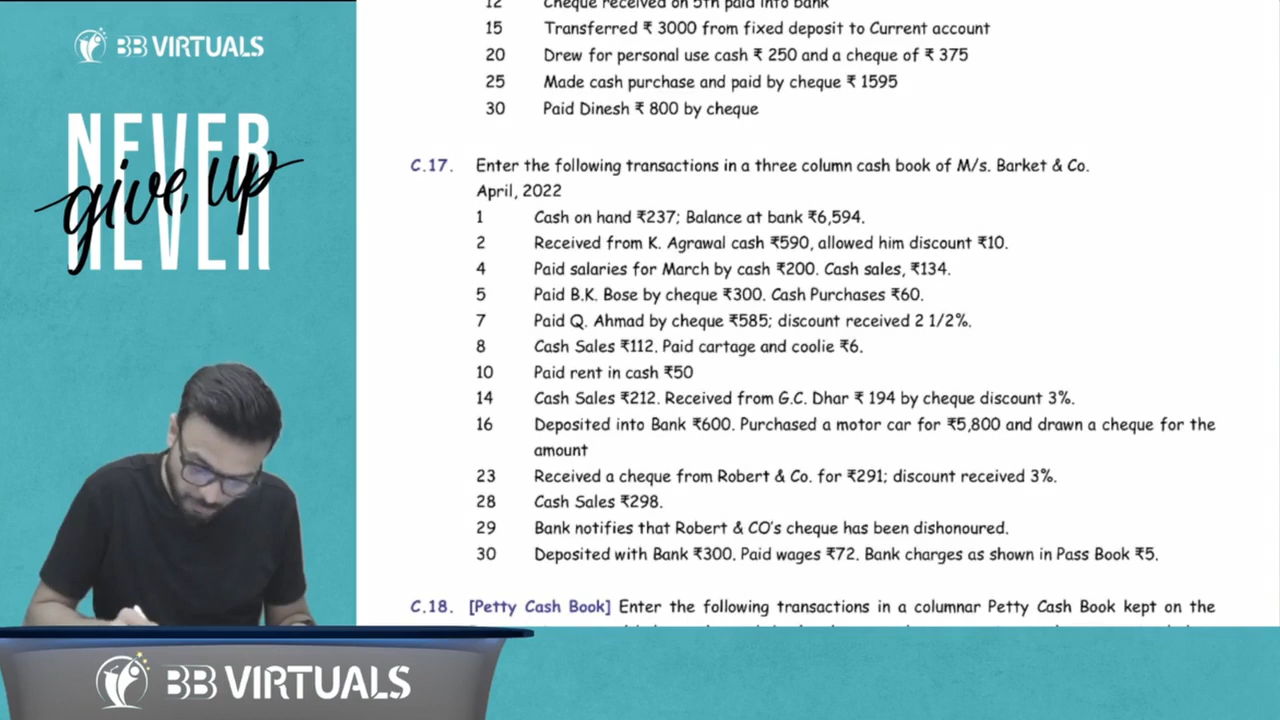 BB VIRTUALS
NEVER
give up
NEVER
12 Cheque received on 5th paid into bank
15 Transferred ₹ 3000 from fixed deposit to Current account
20 Drew for personal use cash ₹ 250 and a cheque of ₹ 375
25 Made cash purchase and paid by cheque ₹ 1595
30 Paid Dinesh ₹ 800 by cheque
C.17. Enter the following transactions in a three column cash book of M/s. Barket & Co.
April, 2022
1 Cash on hand ₹237; Balance at bank ₹6,594.
2 Received from K. Agrawal cash ₹590, allowed him discount ₹10.
4 Paid salaries for March by cash ₹200. Cash sales, ₹134.
5 Paid B.K. Bose by cheque ₹300. Cash Purchases ₹60.
7 Paid Q. Ahmad by cheque ₹585; discount received 2 1/2%.
8 Cash Sales ₹112. Paid cartage and coolie ₹6.
10 Paid rent in cash ₹50
14 Cash Sales ₹212. Received from G.C. Dhar ₹ 194 by cheque discount 3%.
16 Deposited into Bank ₹600. Purchased a motor car for ₹5,800 and drawn a cheque for the
amount
23 Received a cheque from Robert & Co. for ₹291; discount received 3%.
28 Cash Sales ₹298.
29 Bank notifies that Robert & CO's cheque has been dishonoured.
30 Deposited with Bank ₹300. Paid wages ₹72. Bank charges as shown in Pass Book ₹5.
C.18. [Petty Cash Book] Enter the following transactions in a columnar Petty Cash Book kept on the
BB VIRTUALS